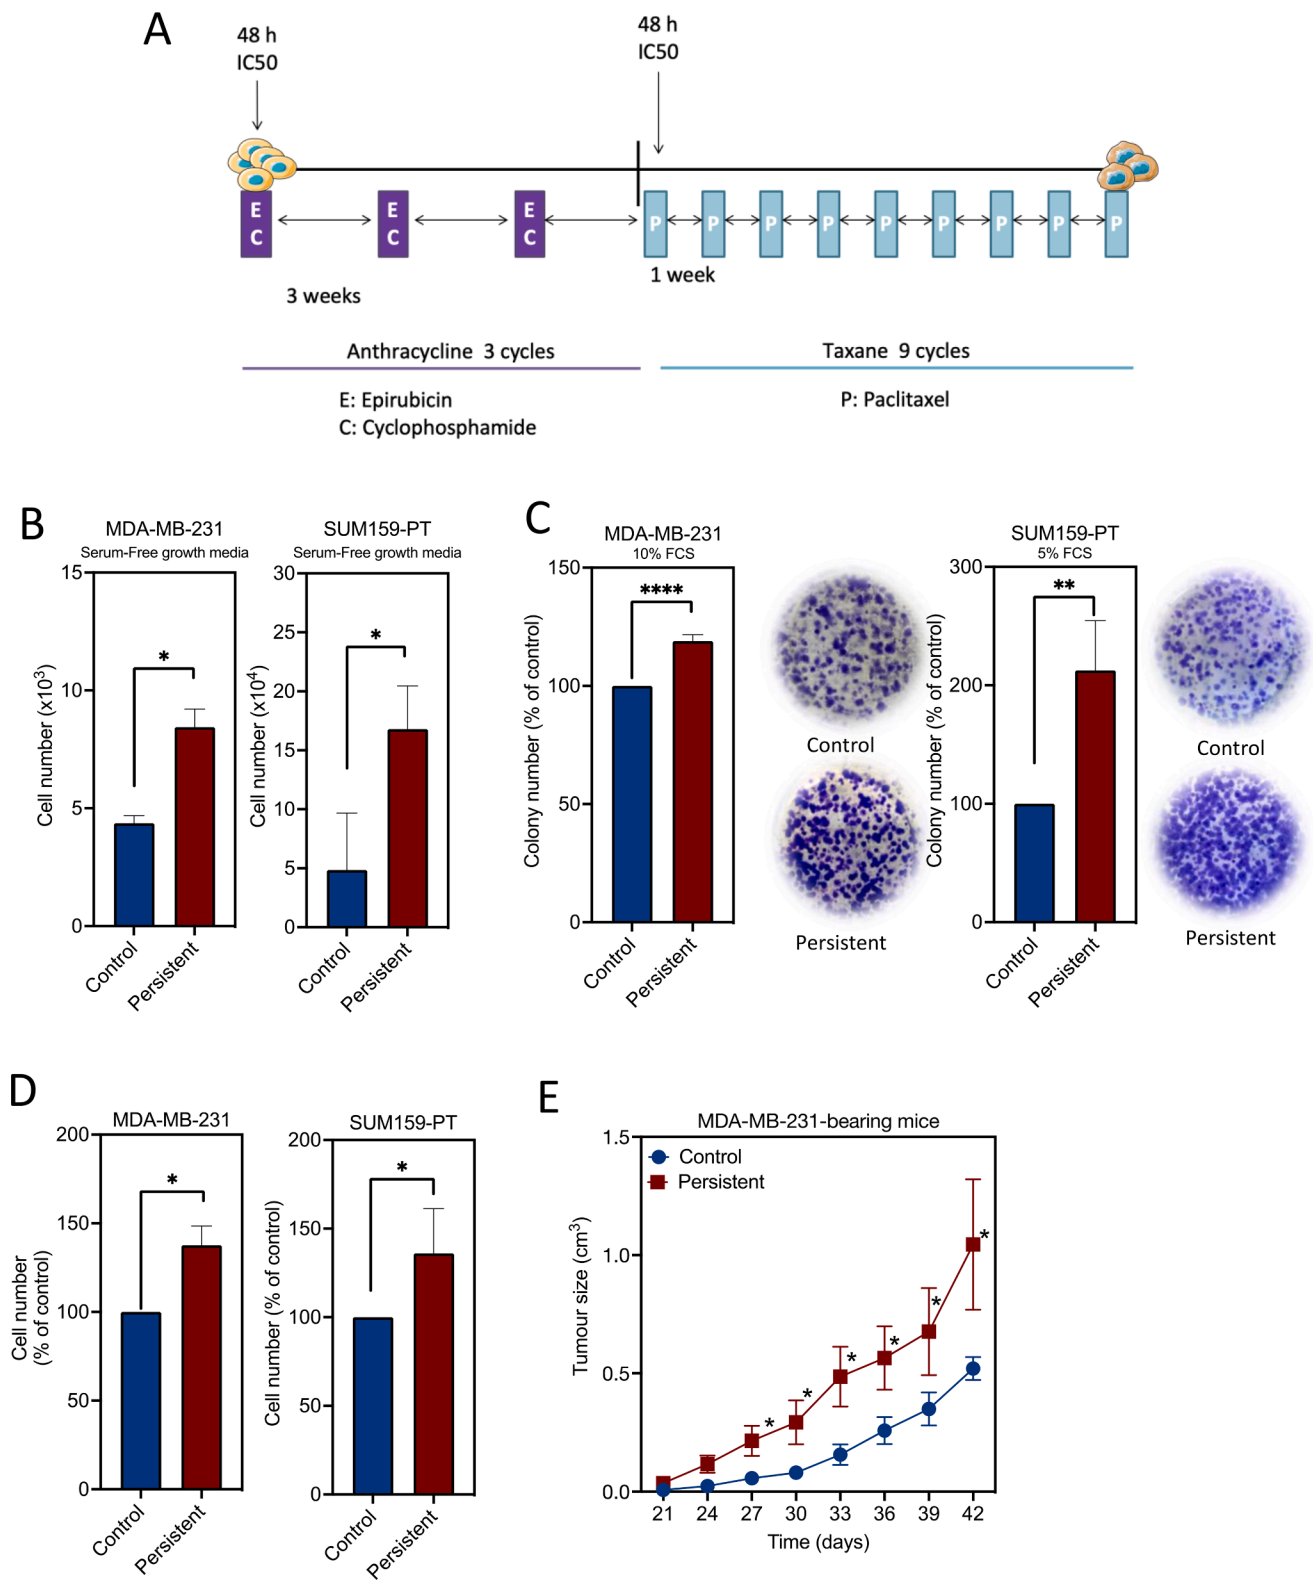 A
48 h
IC50
48 h
IC50
E
C
E
C
E
C
P
P
P
P
P
P
P
P
P
3 weeks
1 week
Anthracycline 3 cycles
Taxane 9 cycles
E: Epirubicin
C: Cyclophosphamide
P: Paclitaxel
B
MDA-MB-231
Serum-Free growth media
Cell number (x10³)
15
10
5
0
*
Control
Persistent
SUM159-PT
Serum-Free growth media
Cell number (x10⁴)
30
25
20
15
10
5
0
*
Control
Persistent
C
MDA-MB-231
10% FCS
Colony number (% of control)
150
100
50
0
****
Control
Persistent
Control
Persistent
SUM159-PT
5% FCS
Colony number (% of control)
300
200
100
0
**
Control
Persistent
Control
Persistent
D
MDA-MB-231
Cell number
(% of control)
200
150
100
50
0
*
Control
Persistent
SUM159-PT
Cell number (% of control)
200
150
100
50
0
*
Control
Persistent
E
MDA-MB-231-bearing mice
Control
Persistent
Tumour size (cm³)
1.5
1.0
0.5
0.0
* * * * * *
21 24 27 30 33 36 39 42
Time (days)